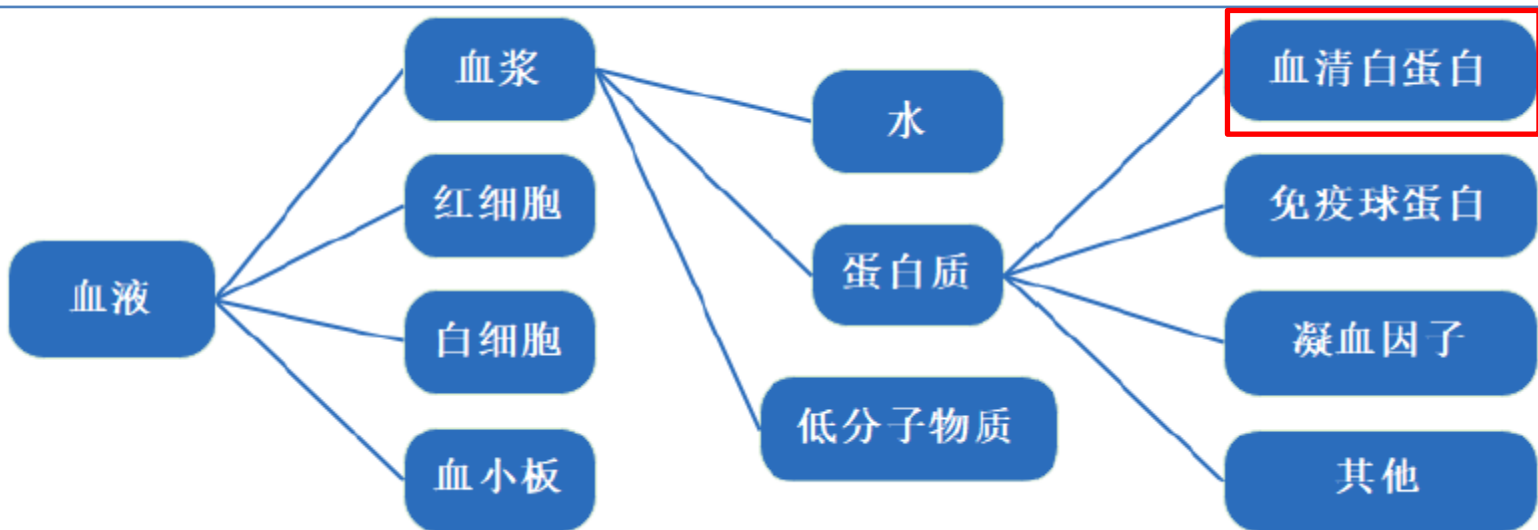 血液
血浆
红细胞
白细胞
血小板
水
蛋白质
低分子物质
血清白蛋白
免疫球蛋白
凝血因子
其他